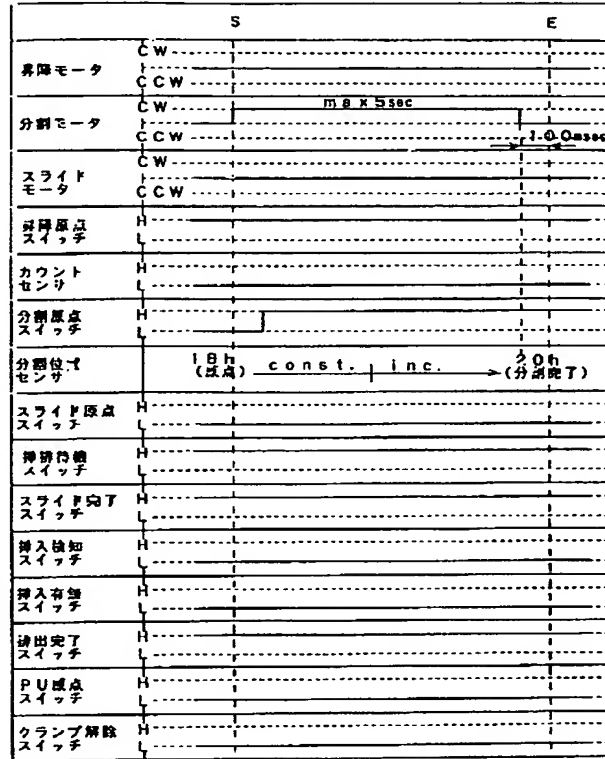 S E
昇降モータ CW
CCW
分割モータ CW max5sec
CCW 100msec
スライド CW
モータ CCW
昇降原点 H
スイッチ L
カウント H
センサ L
分割原点 H
スイッチ L
分割位置 18h const. inc. 20h
センサ (原点) (分割完了)
スライド原点 H
スイッチ L
挿排待機 H
スイッチ L
スライド完了 H
スイッチ L
挿入検知 H
スイッチ L
挿入有無 H
スイッチ L
排出完了 H
スイッチ L
PU原点 H
スイッチ L
クランプ解除 H
スイッチ L